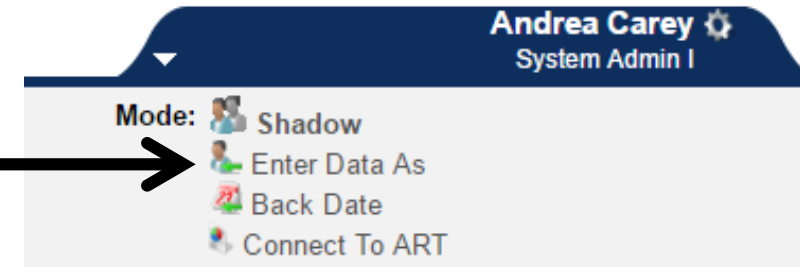 Andrea Carey
System Admin I
Mode: Shadow
Enter Data As
Back Date
Connect To ART